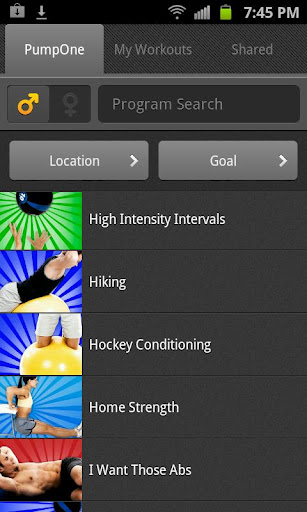 7:45 PM
PumpOne My Workouts Shared
Program Search
Location Goal
High Intensity Intervals
Hiking
Hockey Conditioning
Home Strength
I Want Those Abs